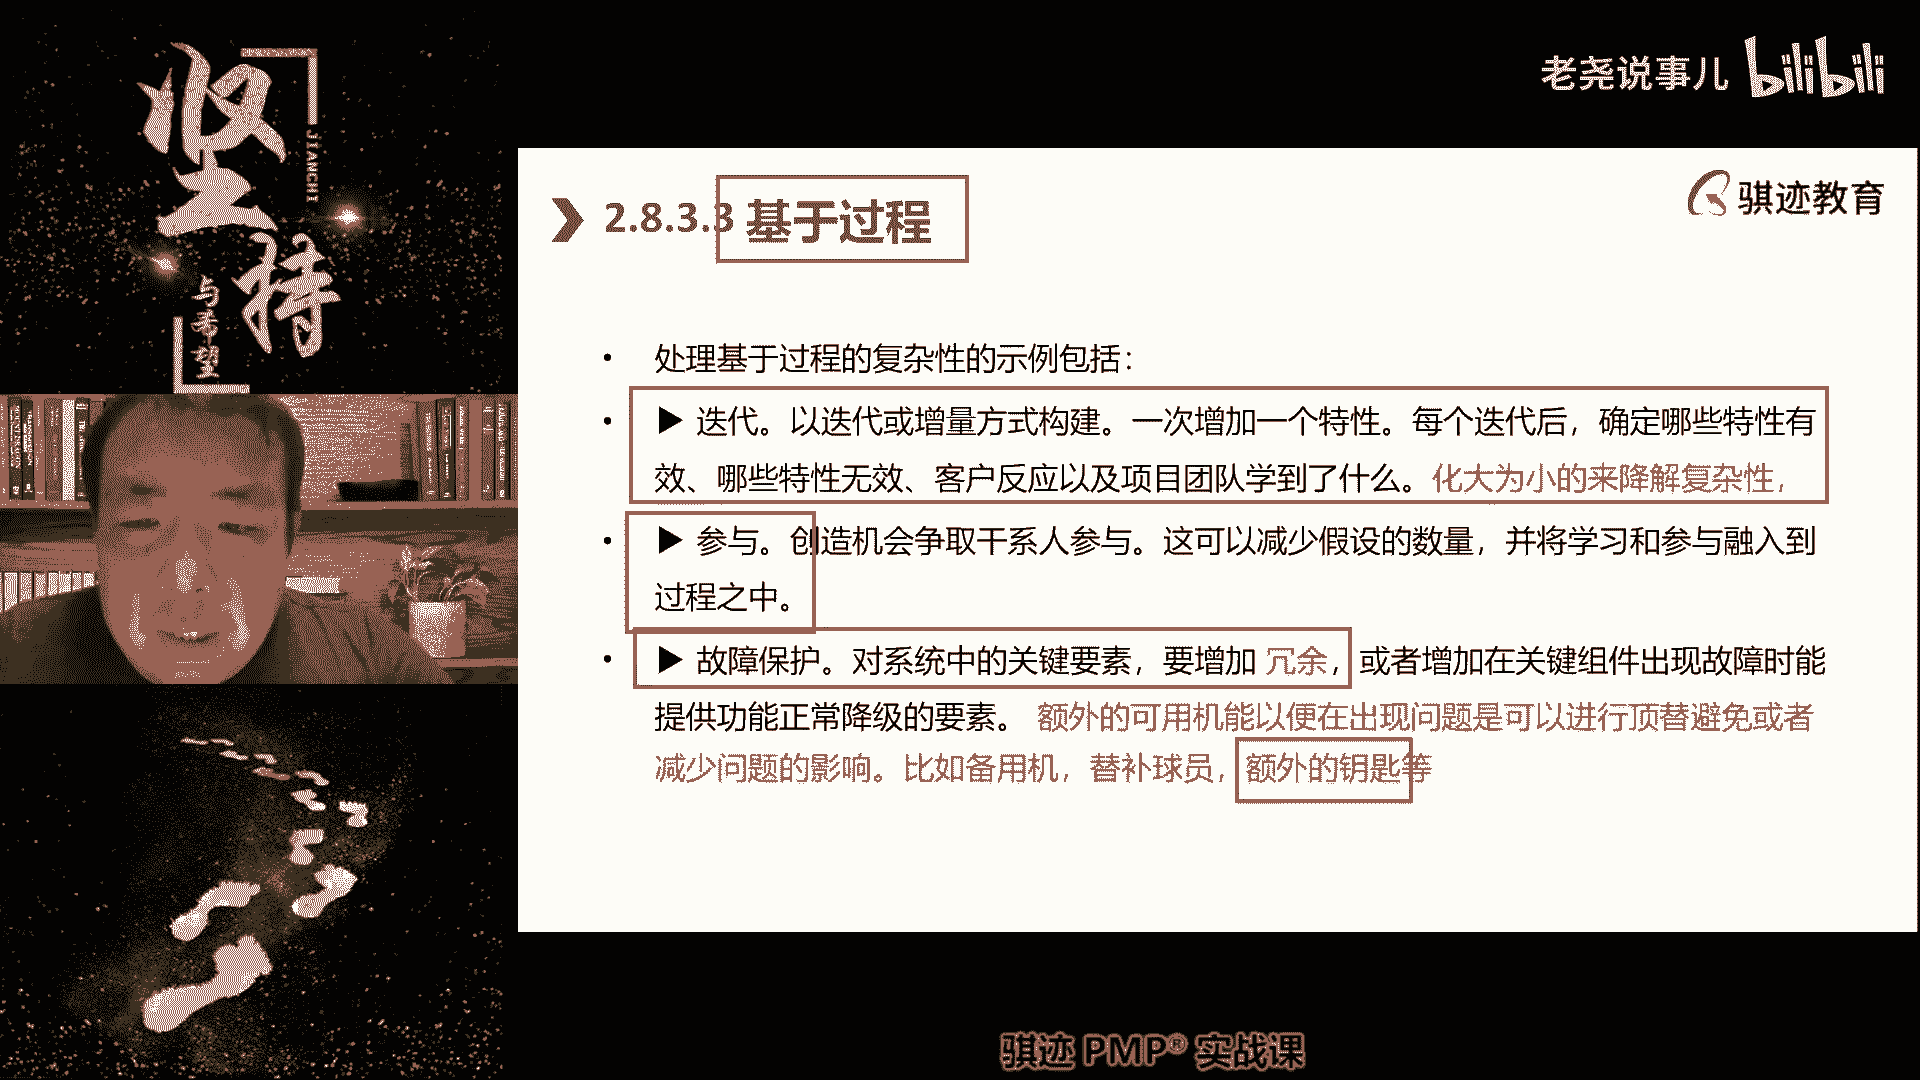 坚持
JIANCHI
与希望
老尧说事儿 bilibili
骐迹教育
2.8.3.3 基于过程
• 处理基于过程的复杂性的示例包括：
• ▶ 迭代。以迭代或增量方式构建。一次增加一个特性。每个迭代后，确定哪些特性有
效、哪些特性无效、客户反应以及项目团队学到了什么。化大为小的来降解复杂性，
• ▶ 参与。创造机会争取干系人参与。这可以减少假设的数量，并将学习和参与融入到
过程之中。
• ▶ 故障保护。对系统中的关键要素，要增加 冗余，或者增加在关键组件出现故障时能
提供功能正常降级的要素。 额外的可用机能以便在出现问题是可以进行顶替避免或者
减少问题的影响。比如备用机，替补球员，额外的钥匙等
骐迹 PMP® 实战课